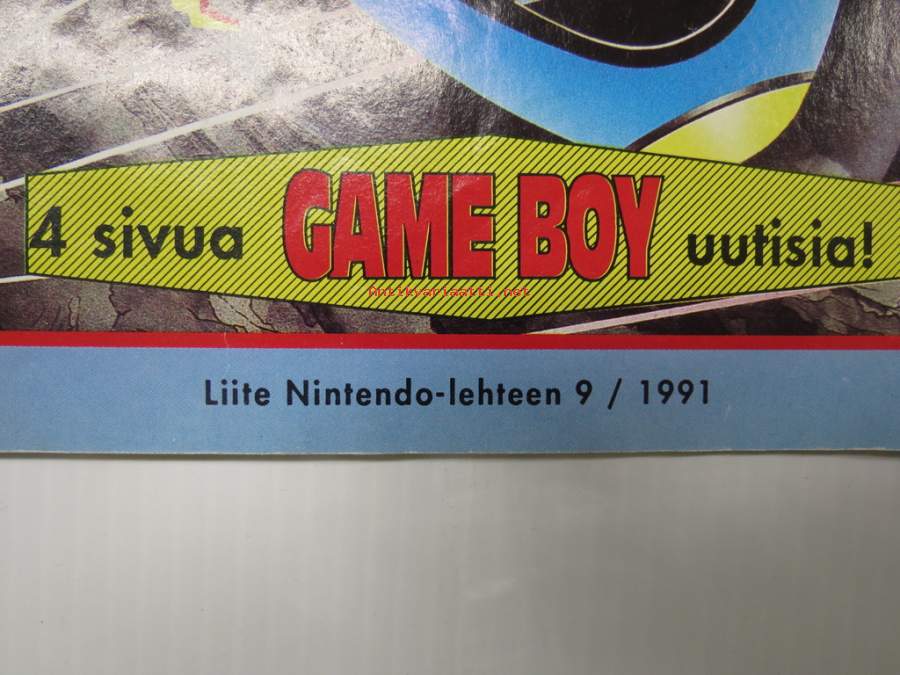 4 sivua GAME BOY uutisia!
Antikvariaatti.net
Liite Nintendo-lehteen 9 / 1991